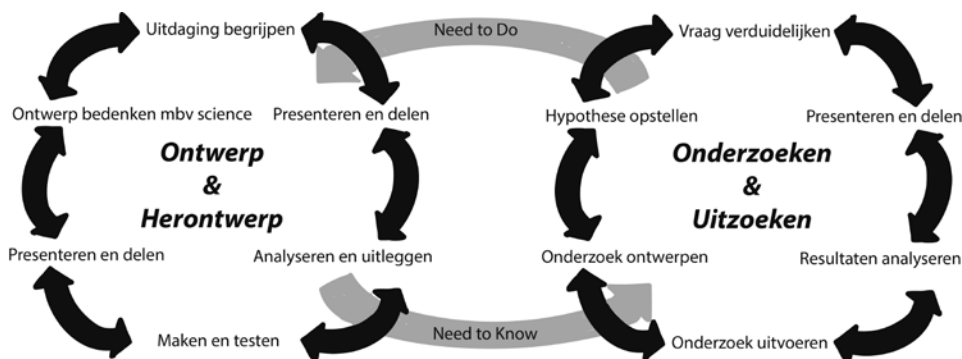 Uitdaging begrijpen
Need to Do
Vraag verduidelijken
Ontwerp bedenken mbv science
Presenteren en delen
Hypothese opstellen
Presenteren en delen
Ontwerp
&
Herontwerp
Onderzoeken
&
Uitzoeken
Presenteren en delen
Analyseren en uitleggen
Onderzoek ontwerpen
Resultaten analyseren
Maken en testen
Need to Know
Onderzoek uitvoeren